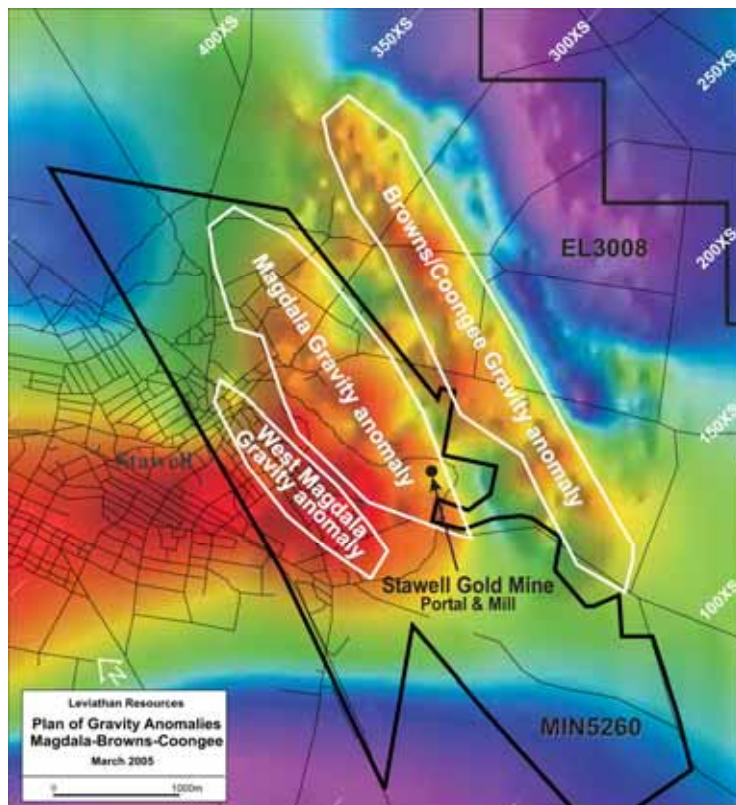 400XS
350XS
300XS
250XS
200XS
150XS
100XS
EL3008
Browns/Coongee Gravity anomaly
Magdala Gravity anomaly
West Magdala
Gravity anomaly
Stawell
Stawell Gold Mine
Portal & Mill
MIN5260
N
Leviathan Resources
Plan of Gravity Anomalies
Magdala-Browns-Coongee
March 2005
0 1000m